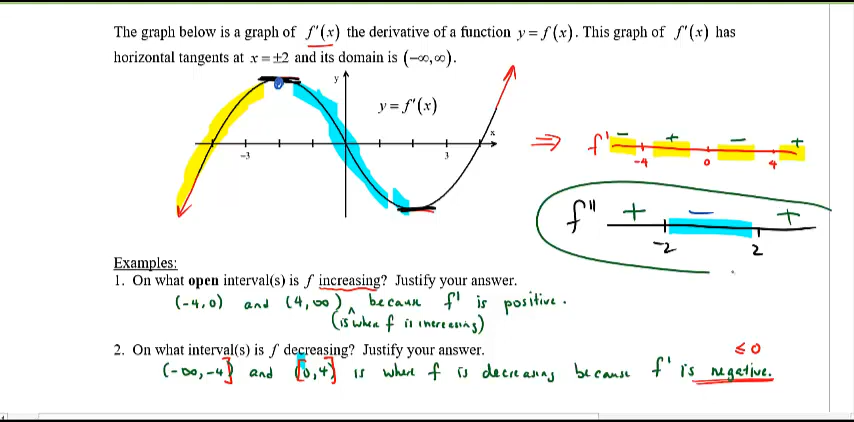 The graph below is a graph of f'(x) the derivative of a function y = f(x). This graph of f'(x) has
horizontal tangents at x = ±2 and its domain is (−∞,∞).
y
y = f'(x)
x
-3
3
⇒ f' − + − +
-4 0 4
f'' + − +
-2 2
Examples:
1. On what open interval(s) is f increasing? Justify your answer.
(-4,0) and (4,∞) ^ because f' is positive.
(is when f is increasing)
2. On what interval(s) is f decreasing? Justify your answer.
≤ 0
(-∞,-4] and [0,4] is where f is decreasing because f' is negative.